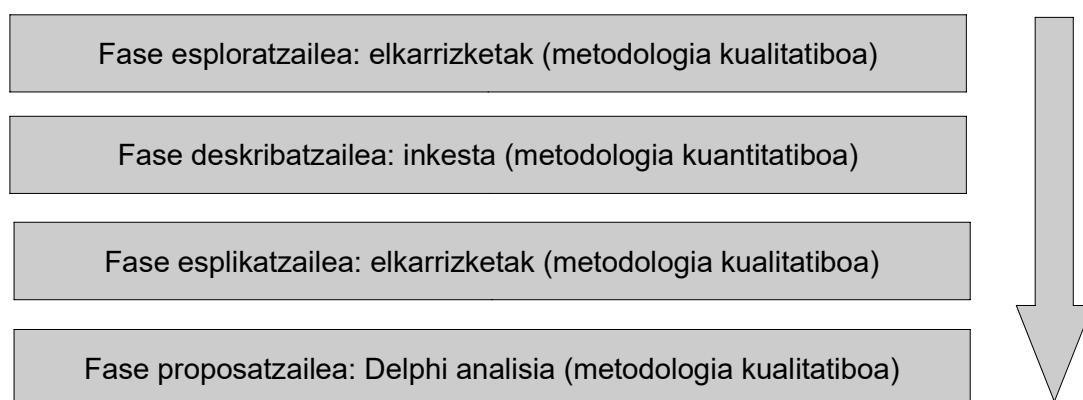 Fase esploratzailea: elkarrizketak (metodologia kualitatiboa)
Fase deskribatzailea: inkesta (metodologia kuantitatiboa)
Fase esplikatzailea: elkarrizketak (metodologia kualitatiboa)
Fase proposatzailea: Delphi analisia (metodologia kualitatiboa)